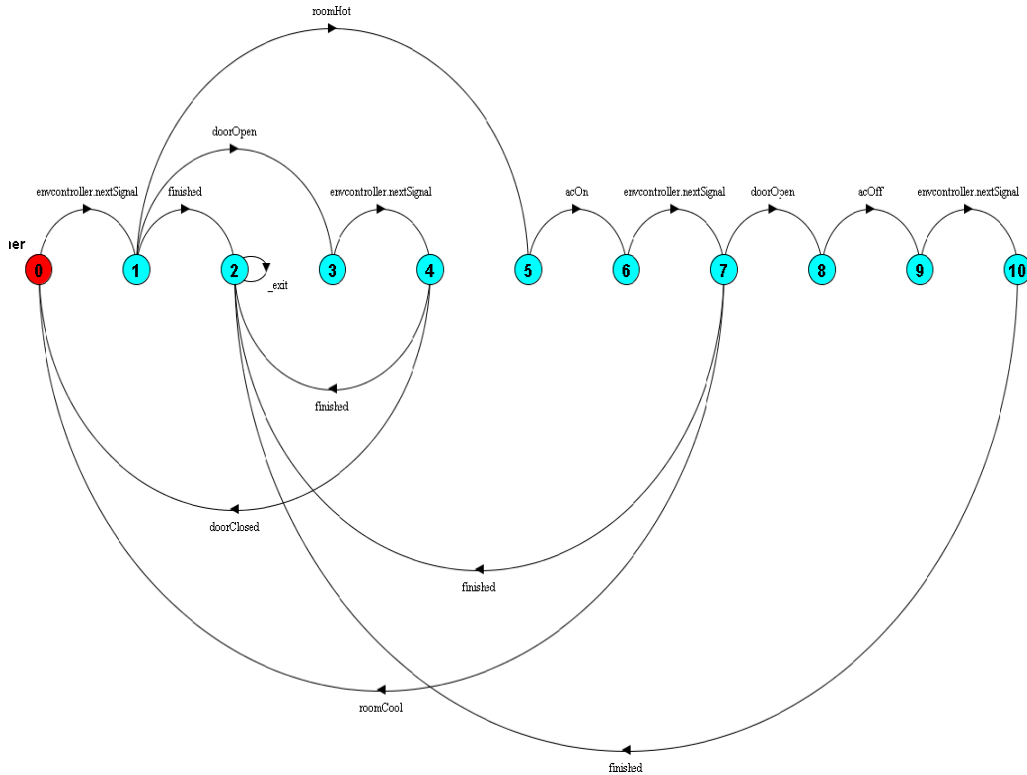 roomHot
doorOpen
envcontroller.nextSignal
finished
envcontroller.nextSignal
acOn
envcontroller.nextSignal
doorOpen
acOff
envcontroller.nextSignal
ner
0
1
2
3
4
5
6
7
8
9
10
_exit
finished
doorClosed
finished
roomCool
finished